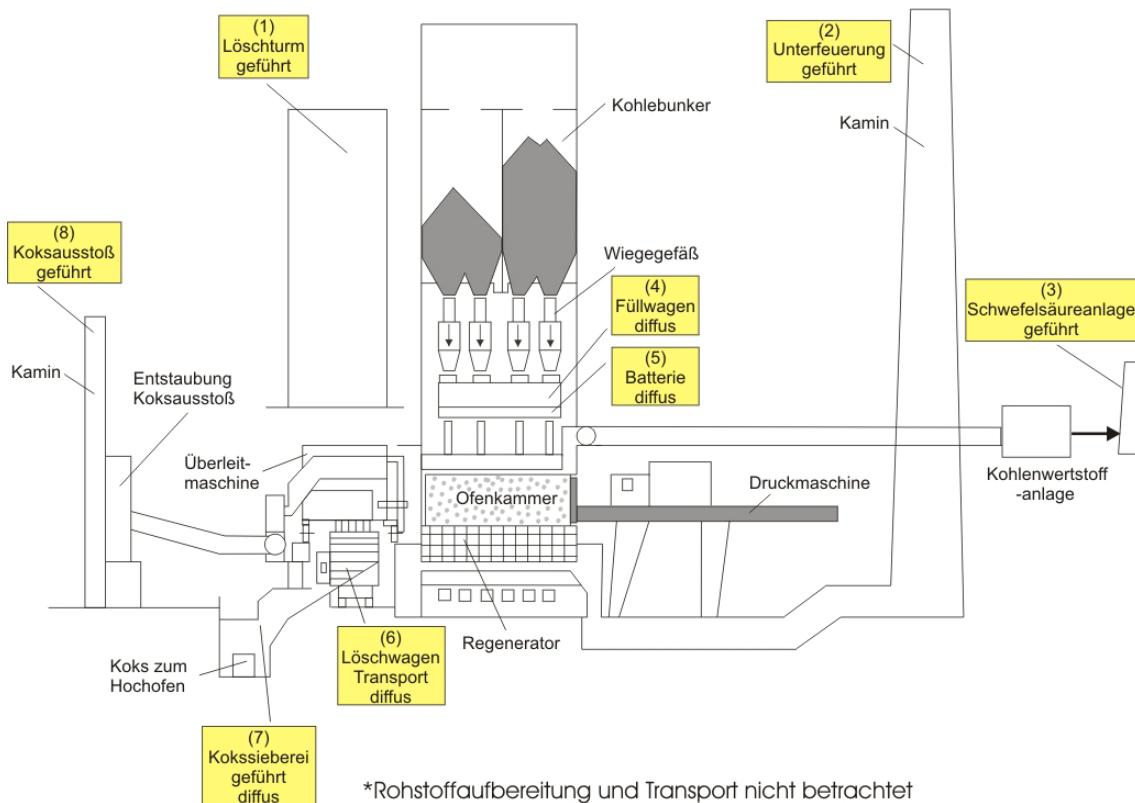 (1)
Löschturm
geführt
(2)
Unterfeuerung
geführt
Kohlebunker
Kamin
(8)
Koksausstoß
geführt
Wiegegefäß
(4)
Füllwagen
diffus
(3)
Schwefelsäureanlage
geführt
(5)
Batterie
diffus
Kamin
Entstaubung
Koksausstoß
Überleit-
maschine
Ofenkammer
Druckmaschine
Kohlenwertstoff
-anlage
Regenerator
(6)
Löschwagen
Transport
diffus
Koks zum
Hochofen
(7)
Kokssieberei
geführt
diffus
*Rohstoffaufbereitung und Transport nicht betrachtet